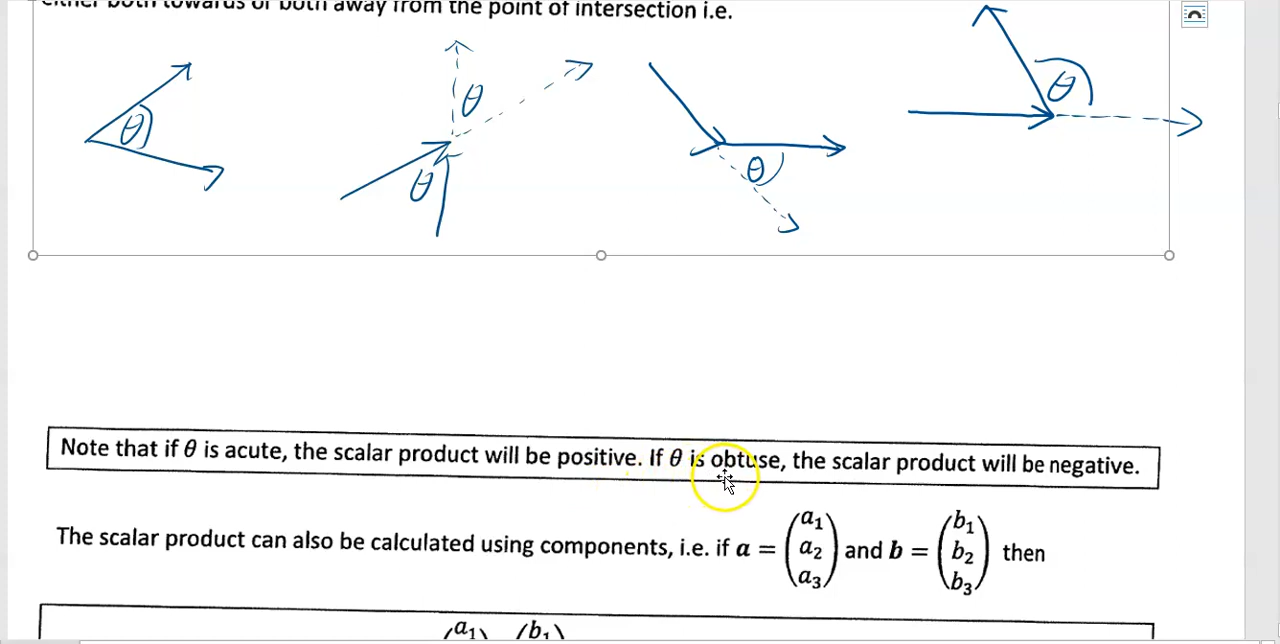 either both towards or both away from the point of intersection i.e.
θ
θ
θ
θ
θ
Note that if θ is acute, the scalar product will be positive. If θ is obtuse, the scalar product will be negative.
The scalar product can also be calculated using components, i.e. if a = (a₁ a₂ a₃) and b = (b₁ b₂ b₃) then
(a₁) (b₁)